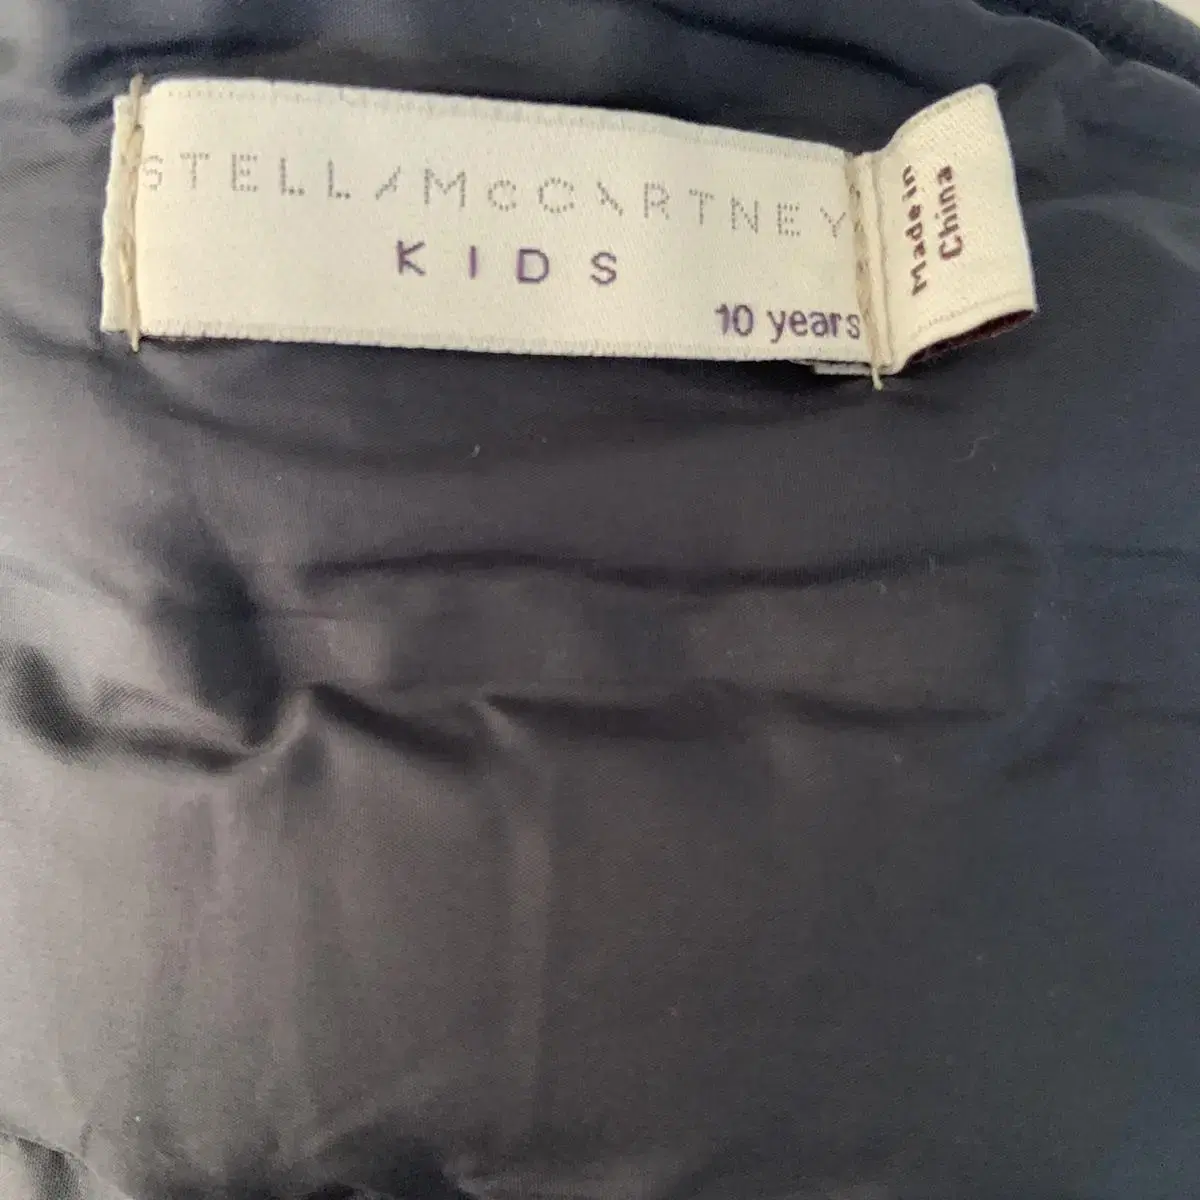 STELLA McCARTNEY
KIDS
10 years
Made in
China